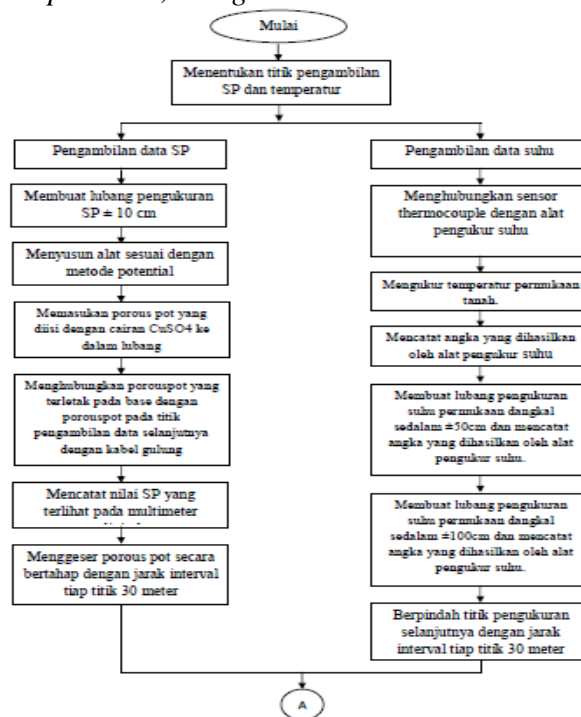 Mulai
Menentukan titik pengambilan
SP dan temperatur
Pengambilan data SP
Membuat lubang pengukuran
SP ± 10 cm
Menyusun alat sesuai dengan
metode potential
Memasukan porous pot yang
diisi dengan cairan CuSO4 ke
dalam lubang
Menghubungkan porouspot yang
terletak pada base dengan
porouspot pada titik
pengambilan data selanjutnya
dengan kabel gulung
Mencatat nilai SP yang
terlihat pada multimeter
Menggeser porous pot secara
bertahap dengan jarak interval
tiap titik 30 meter
Pengambilan data suhu
Menghubungkan sensor
thermocouple dengan alat
pengukur suhu
Mengukur temperatur permukaan
tanah.
Mencatat angka yang dihasilkan
oleh alat pengukur suhu
Membuat lubang pengukuran
suhu permukaan dangkal
sedalam ±50cm dan mencatat
angka yang dihasilkan oleh alat
pengukur suhu.
Membuat lubang pengukuran
suhu permukaan dangkal
sedalam ±100cm dan mencatat
angka yang dihasilkan oleh alat
pengukur suhu.
Berpindah titik pengukuran
selanjutnya dengan jarak
interval tiap titik 30 meter
A